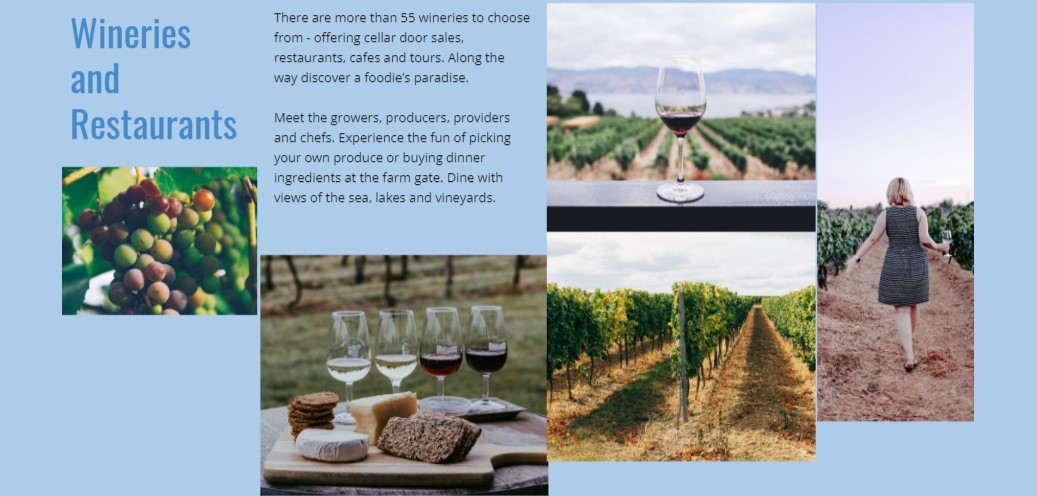 Wineries
and
Restaurants
There are more than 55 wineries to choose
from - offering cellar door sales,
restaurants, cafes and tours. Along the
way discover a foodie's paradise.
Meet the growers, producers, providers
and chefs. Experience the fun of picking
your own produce or buying dinner
ingredients at the farm gate. Dine with
views of the sea, lakes and vineyards.